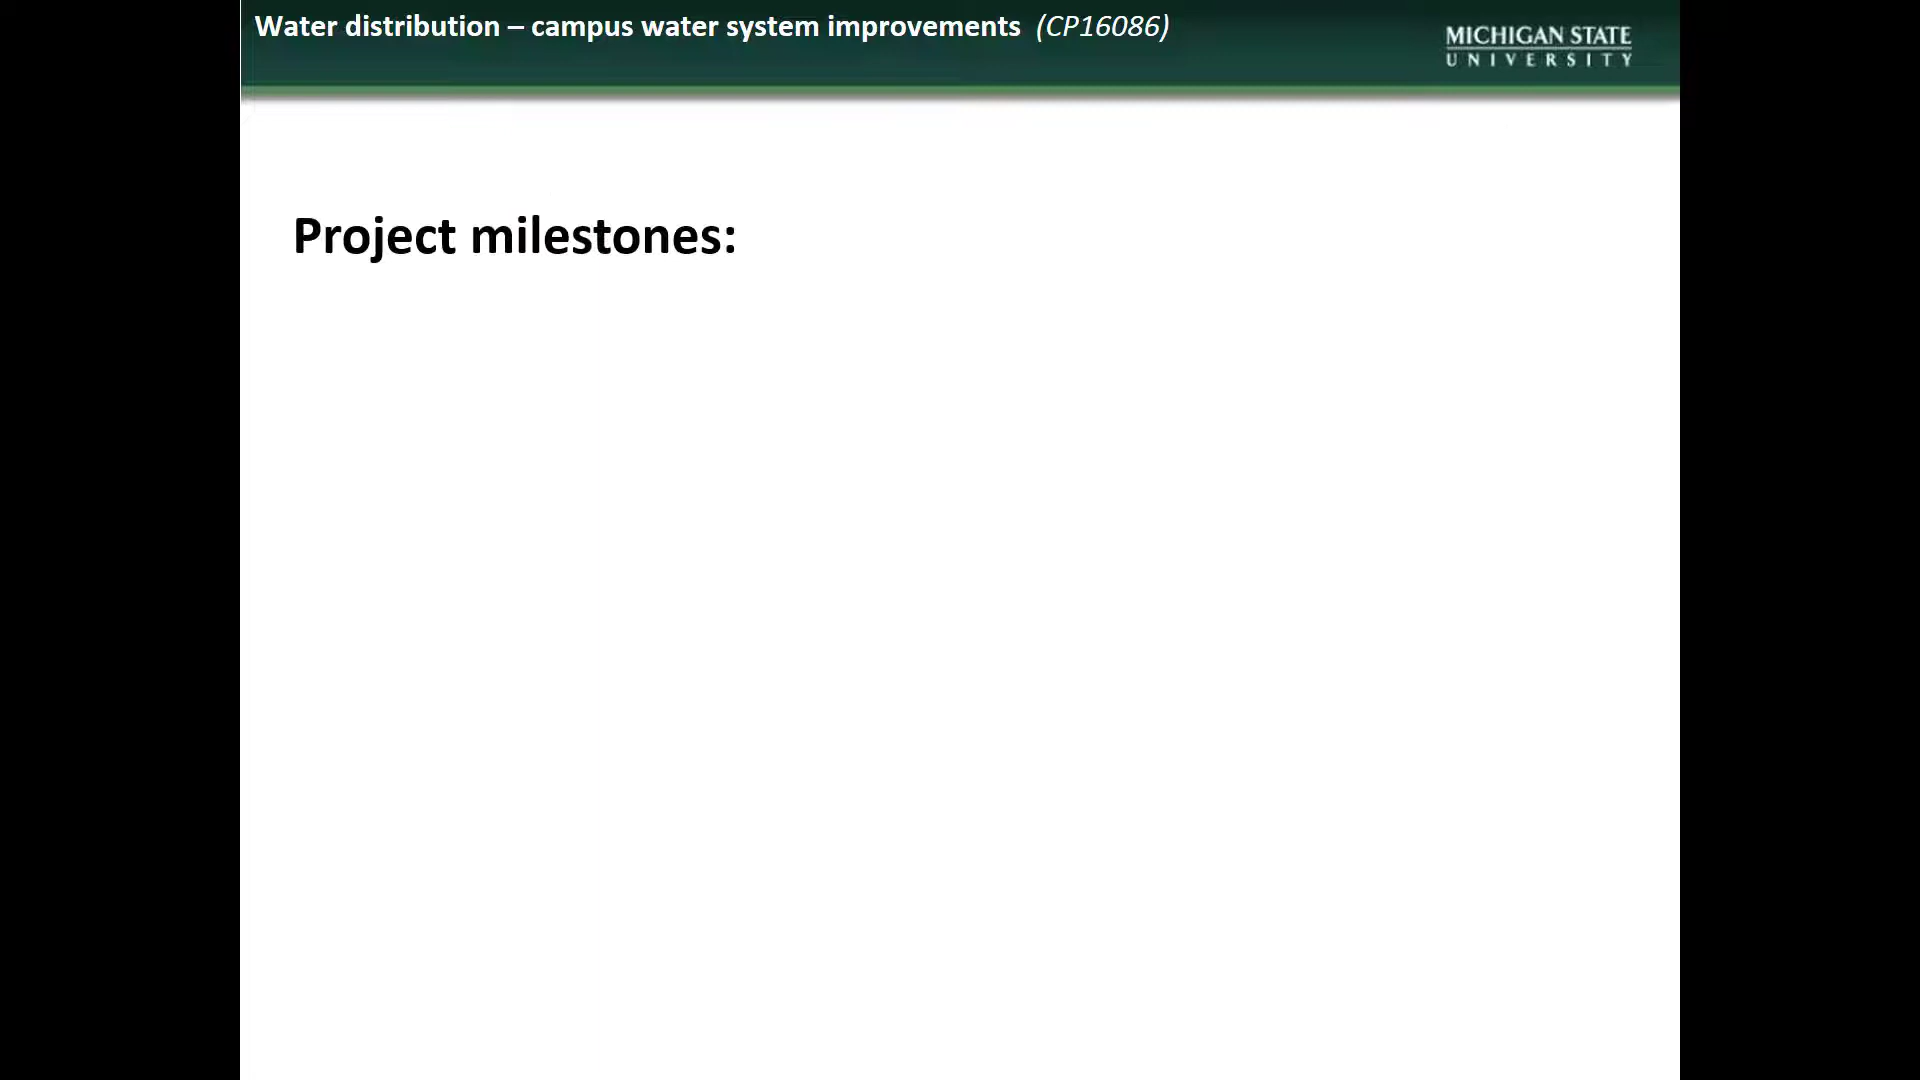 Water distribution – campus water system improvements (CP16086)
MICHIGAN STATE
UNIVERSITY
Project milestones: